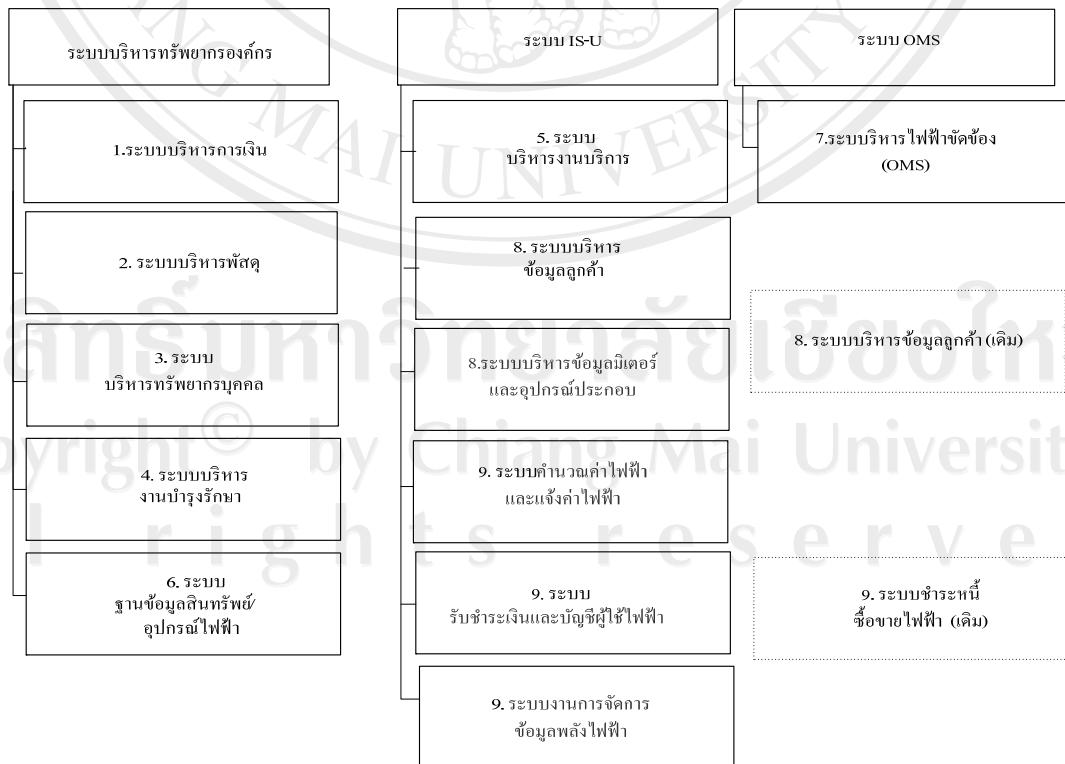 ระบบบริหารทรัพยากรองค์กร
1.ระบบบริหารการเงิน
2. ระบบบริหารพัสดุ
3. ระบบ
บริหารทรัพยากรบุคคล
4. ระบบบริหาร
งานบำรุงรักษา
6. ระบบ
ฐานข้อมูลสินทรัพย์/
อุปกรณ์ไฟฟ้า
ระบบ IS-U
5. ระบบ
บริหารงานบริการ
8. ระบบบริหาร
ข้อมูลลูกค้า
8.ระบบบริหารข้อมูลมิเตอร์
และอุปกรณ์ประกอบ
9. ระบบคำนวณค่าไฟฟ้า
และแจ้งค่าไฟฟ้า
9. ระบบ
รับชำระเงินและบัญชีผู้ใช้ไฟฟ้า
9. ระบบงานการจัดการ
ข้อมูลพลังไฟฟ้า
ระบบ OMS
7.ระบบบริหารไฟฟ้าขัดข้อง
(OMS)
8. ระบบบริหารข้อมูลลูกค้า (เดิม)
9. ระบบชำระหนี้
ซื้อขายไฟฟ้า (เดิม)
MAI UNIVERSITY
สิทธิ์มหาวิทยาลัยเชียงให
pyright © by Chiang Mai Universit
l rights reserve